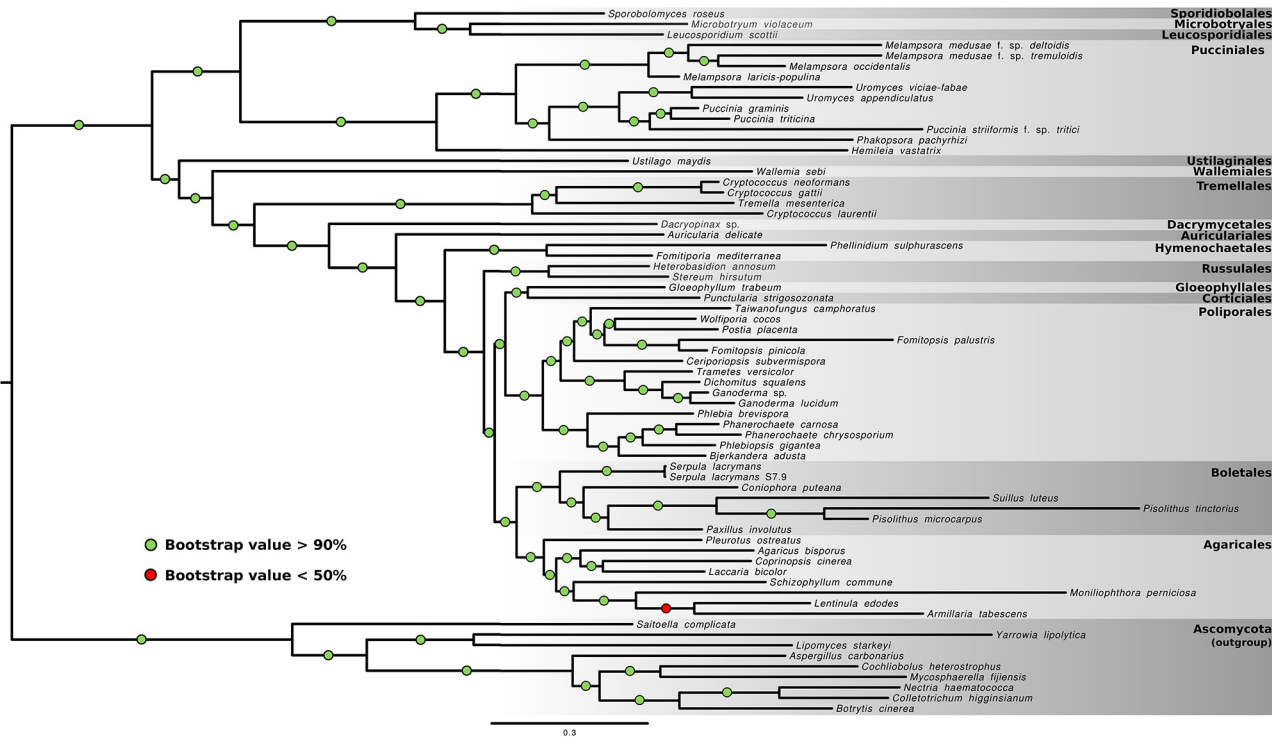 Sporobolomyces roseus Sporidiobolales
Microbotryum violaceum Microbotryales
Leucosporidium scottii Leucosporidiales
Melampsora medusae f. sp. deltoidis Pucciniales
Melampsora medusae f. sp. tremuloidis
Melampsora occidentalis
Melampsora laricis-populina
Uromyces viciae-fabae
Uromyces appendiculatus
Puccinia graminis
Puccinia triticina
Puccinia striiformis f. sp. tritici
Phakopsora pachyrhizi
Hemileia vastatrix
Ustilago maydis Ustilaginales
Wallemia sebi Wallemiales
Cryptococcus neoformans Tremellales
Cryptococcus gattii
Tremella mesenterica
Cryptococcus laurentii
Dacryopinax sp. Dacrymycetales
Auricularia delicate Auriculariales
Phellinidium sulphurascens Hymenochaetales
Fomitiporia mediterranea
Heterobasidion annosum Russulales
Stereum hirsutum
Gloeophyllum trabeum Gloeophyllales
Punctularia strigosozonata Corticiales
Taiwanofungus camphoratus Poliporales
Wolfiporia cocos
Postia placenta
Fomitopsis palustris
Fomitopsis pinicola
Ceriporiopsis subvermispora
Trametes versicolor
Dichomitus squalens
Ganoderma sp.
Ganoderma lucidum
Phlebia brevispora
Phanerochaete carnosa
Phanerochaete chrysosporium
Phlebiopsis gigantea
Bjerkandera adusta
Serpula lacrymans Boletales
Serpula lacrymans S7.9
Coniophora puteana
Suillus luteus
Pisolithus tinctorius
Pisolithus microcarpus
Paxillus involutus
Pleurotus ostreatus Agaricales
Agaricus bisporus
Coprinopsis cinerea
Laccaria bicolor
Schizophyllum commune
Moniliophthora perniciosa
Lentinula edodes
Armillaria tabescens
Bootstrap value > 90%
Bootstrap value < 50%
Saitoella complicata Ascomycota
Yarrowia lipolytica (outgroup)
Lipomyces starkeyi
Aspergillus carbonarius
Cochliobolus heterostrophus
Mycosphaerella fijiensis
Nectria haematococca
Colletotrichum higginsianum
Botrytis cinerea
0.3